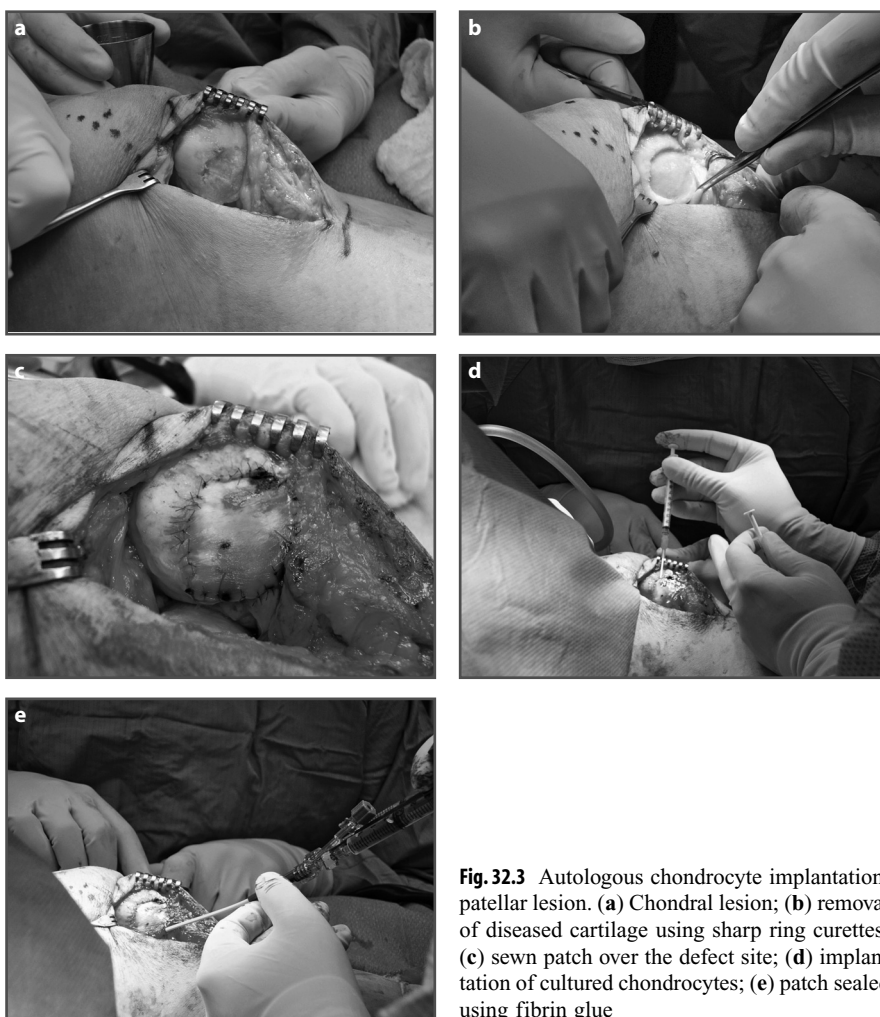 a
b
c
d
e
Fig. 32.3 Autologous chondrocyte implantation
patellar lesion. (a) Chondral lesion; (b) remova
of diseased cartilage using sharp ring curettes
(c) sewn patch over the defect site; (d) implan
tation of cultured chondrocytes; (e) patch sealed
using fibrin glue